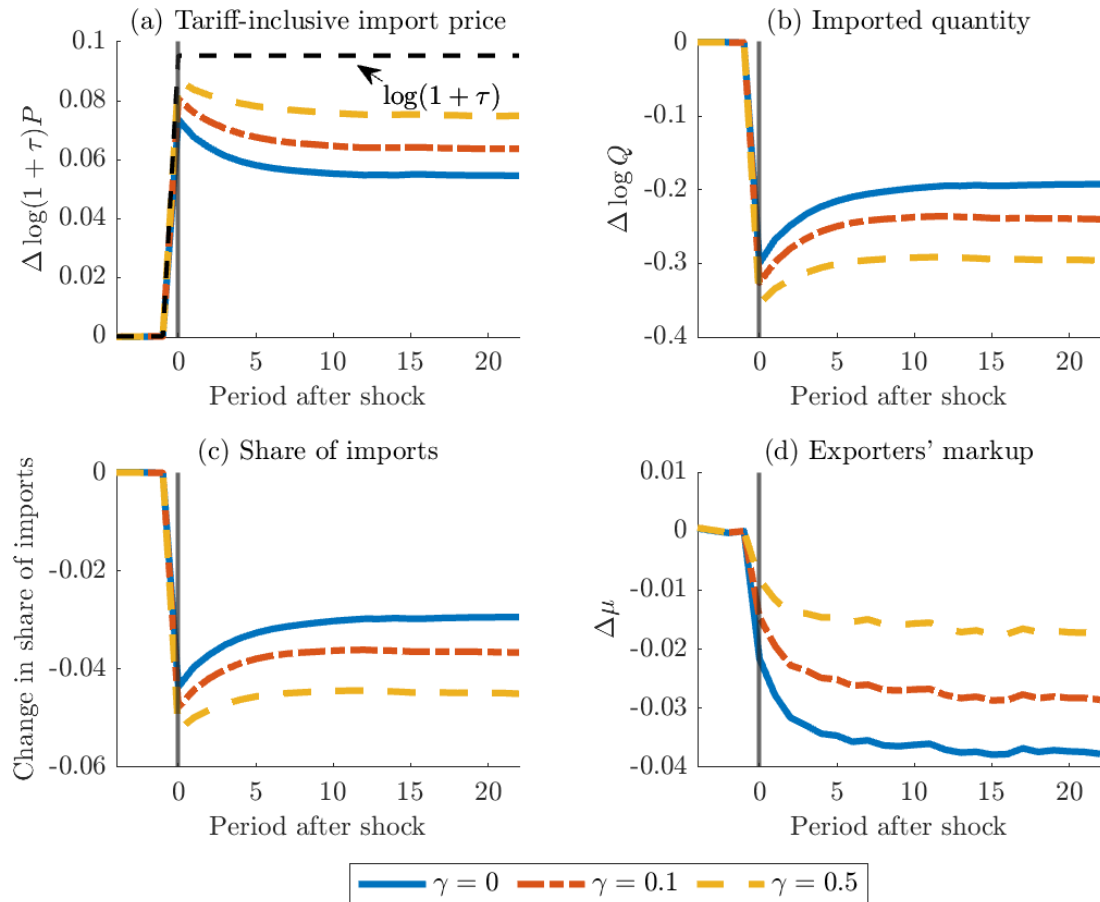 (a) Tariff-inclusive import price
Δ log(1 + τ)P
0.1
0.08
0.06
0.04
0.02
0
log(1 + τ)
0 5 10 15 20
Period after shock
(b) Imported quantity
Δ log Q
0
-0.1
-0.2
-0.3
-0.4
0 5 10 15 20
Period after shock
(c) Share of imports
Change in share of imports
0
-0.02
-0.04
-0.06
0 5 10 15 20
Period after shock
(d) Exporters' markup
Δμ
0.01
0
-0.01
-0.02
-0.03
-0.04
0 5 10 15 20
Period after shock
γ = 0 γ = 0.1 γ = 0.5